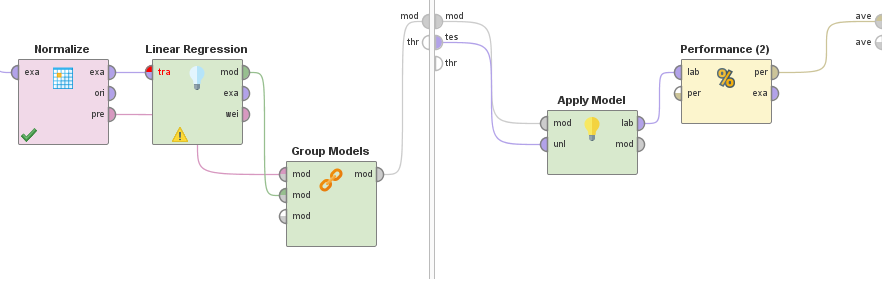 Normalize
exa
exa
ori
pre
Linear Regression
tra
mod
exa
wei
Group Models
mod
mod
mod
mod
mod
thr
mod
tes
thr
Apply Model
mod
lab
unl
mod
Performance (2)
lab
per
%
per
exa
ave
ave